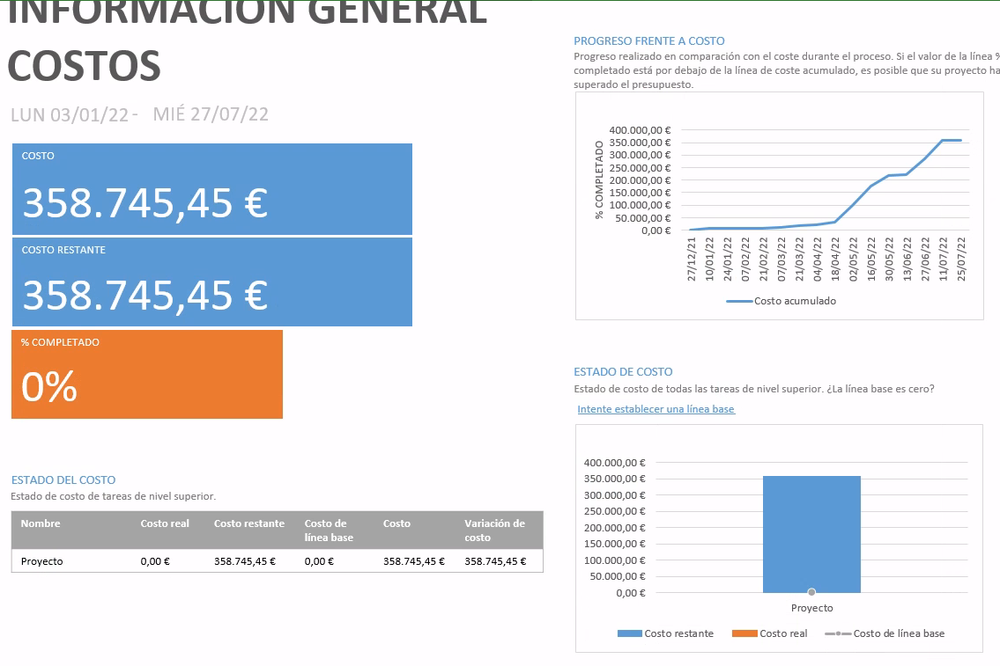 INFORMACIÓN GENERAL
COSTOS
LUN 03/01/22 - MIÉ 27/07/22
COSTO
358.745,45 €
COSTO RESTANTE
358.745,45 €
% COMPLETADO
0%
ESTADO DEL COSTO
Estado de costo de tareas de nivel superior.
Nombre Costo real Costo restante Costo de línea base Costo Variación de costo
Proyecto 0,00 € 358.745,45 € 0,00 € 358.745,45 € 358.745,45 €
PROGRESO FRENTE A COSTO
Progreso realizado en comparación con el coste durante el proceso. Si el valor de la línea %
completado está por debajo de la línea de coste acumulado, es posible que su proyecto ha
superado el presupuesto.
% COMPLETADO
400.000,00 €
350.000,00 €
300.000,00 €
250.000,00 €
200.000,00 €
150.000,00 €
100.000,00 €
50.000,00 €
0,00 €
27/12/21
10/01/22
24/01/22
07/02/22
21/02/22
07/03/22
21/03/22
04/04/22
18/04/22
02/05/22
16/05/22
30/05/22
13/06/22
27/06/22
11/07/22
25/07/22
Costo acumulado
ESTADO DE COSTO
Estado de costo de todas las tareas de nivel superior. ¿La línea base es cero?
Intente establecer una línea base
400.000,00 €
350.000,00 €
300.000,00 €
250.000,00 €
200.000,00 €
150.000,00 €
100.000,00 €
50.000,00 €
0,00 €
Proyecto
Costo restante Costo real Costo de línea base